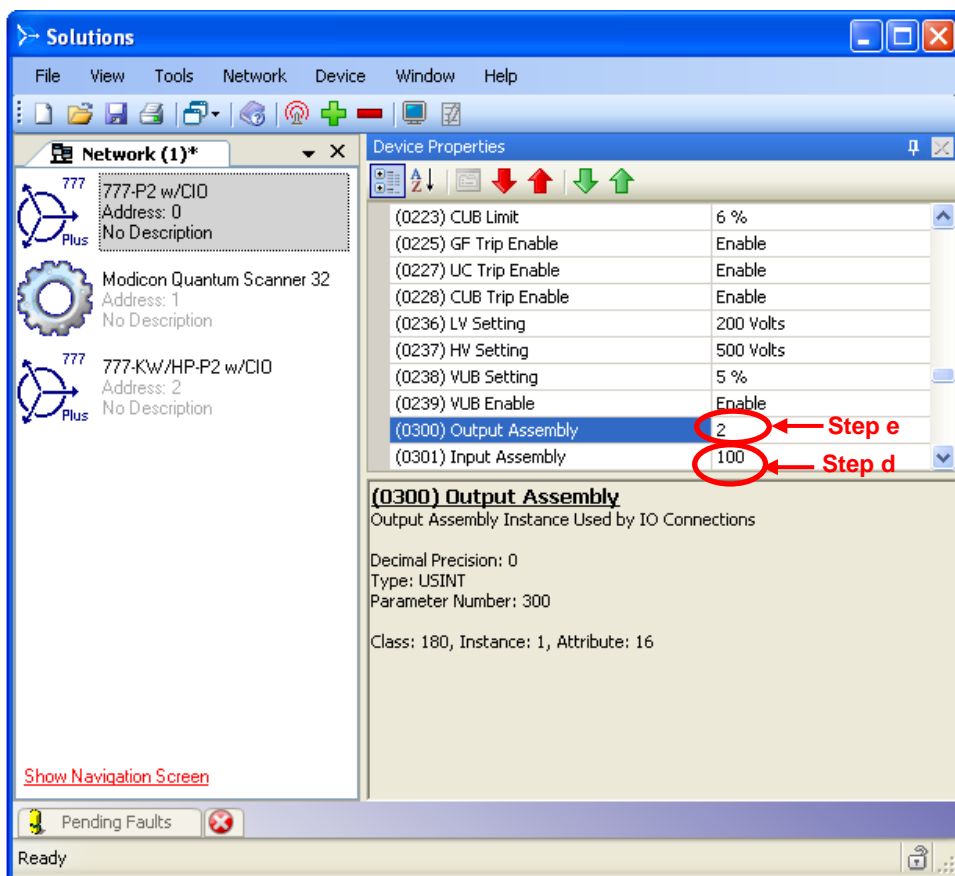 Solutions
File View Tools Network Device Window Help
Network (1)*
777
Plus
777-P2 w/CIO
Address: 0
No Description
Modicon Quantum Scanner 32
Address: 1
No Description
777
Plus
777-KW/HP-P2 w/CIO
Address: 2
No Description
Show Navigation Screen
Device Properties
(0223) CUB Limit 6 %
(0225) GF Trip Enable Enable
(0227) UC Trip Enable Enable
(0228) CUB Trip Enable Enable
(0236) LV Setting 200 Volts
(0237) HV Setting 500 Volts
(0238) VUB Setting 5 %
(0239) VUB Enable Enable
(0300) Output Assembly 2 Step e
(0301) Input Assembly 100 Step d
(0300) Output Assembly
Output Assembly Instance Used by IO Connections
Decimal Precision: 0
Type: USINT
Parameter Number: 300
Class: 180, Instance: 1, Attribute: 16
Pending Faults
Ready